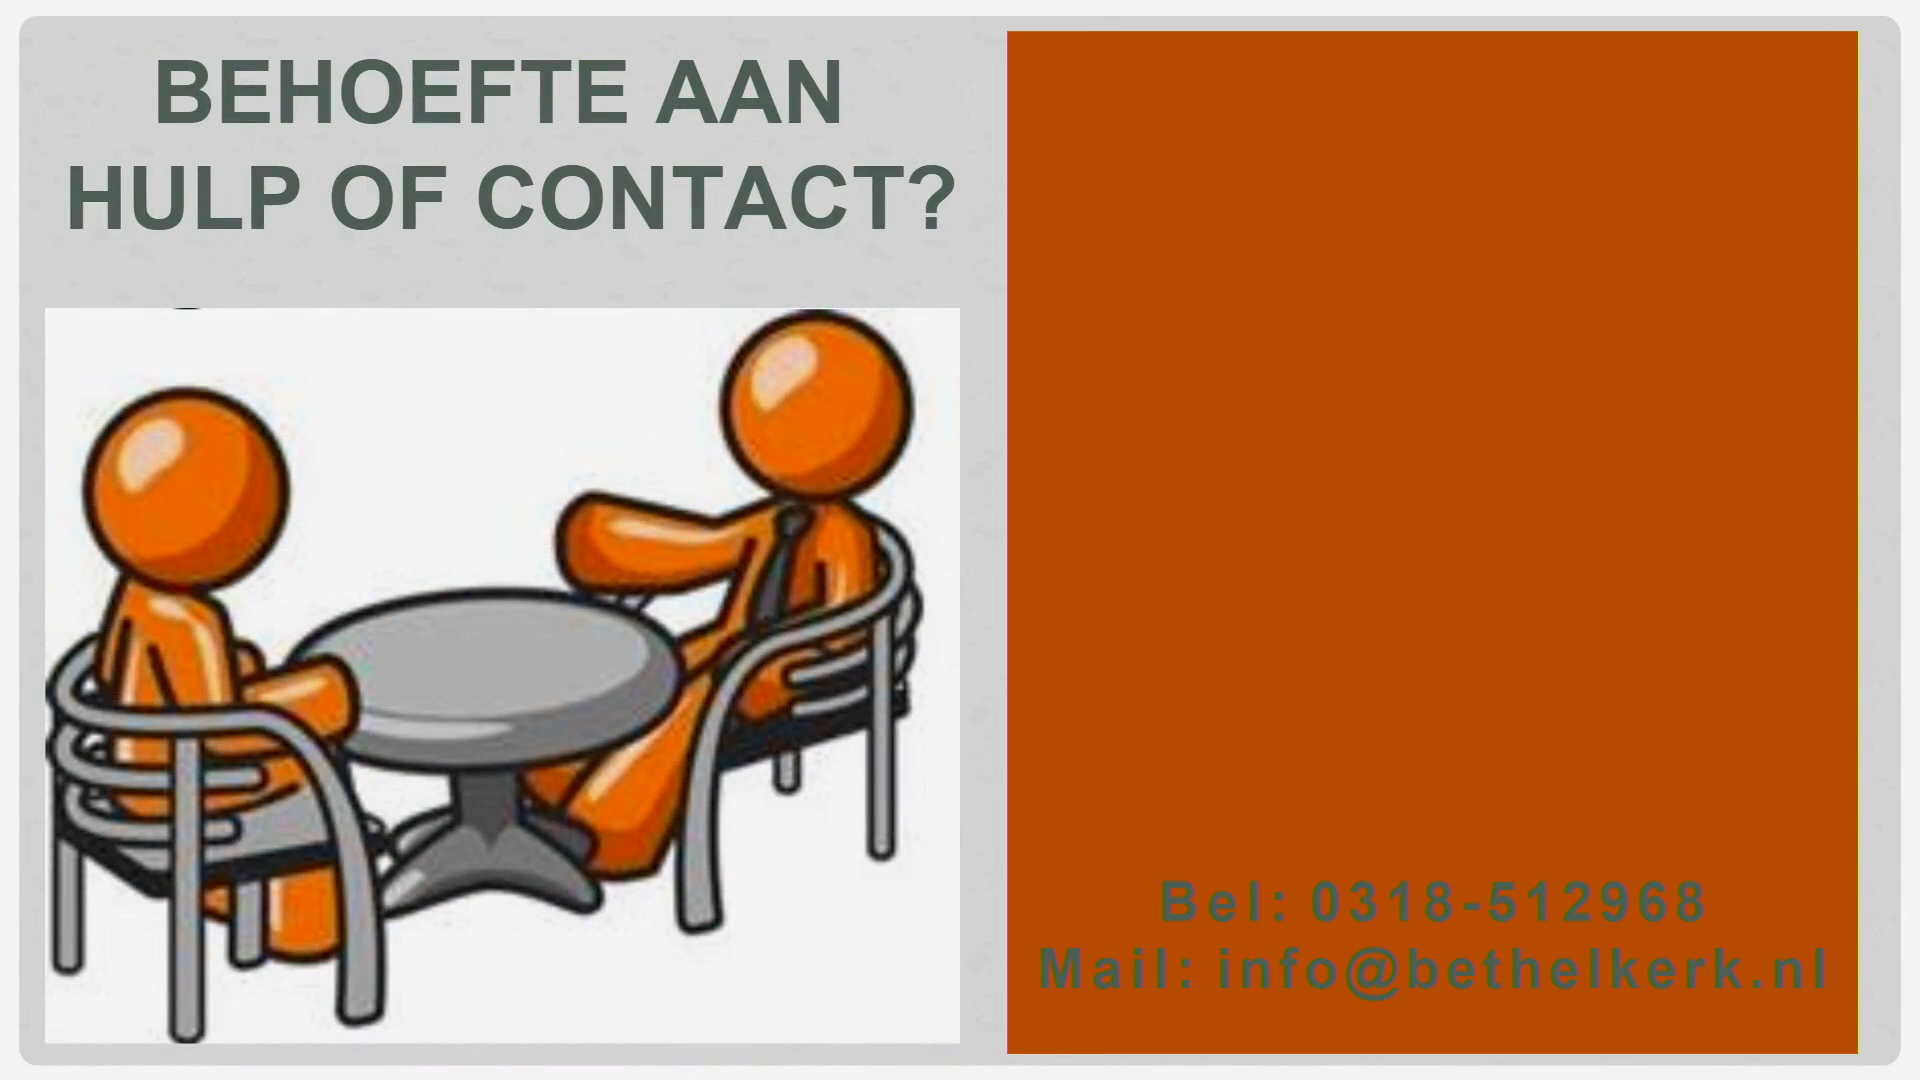 BEHOEFTE AAN
HULP OF CONTACT?
Bel: 0318-512968
Mail: info@bethelkerk.nl